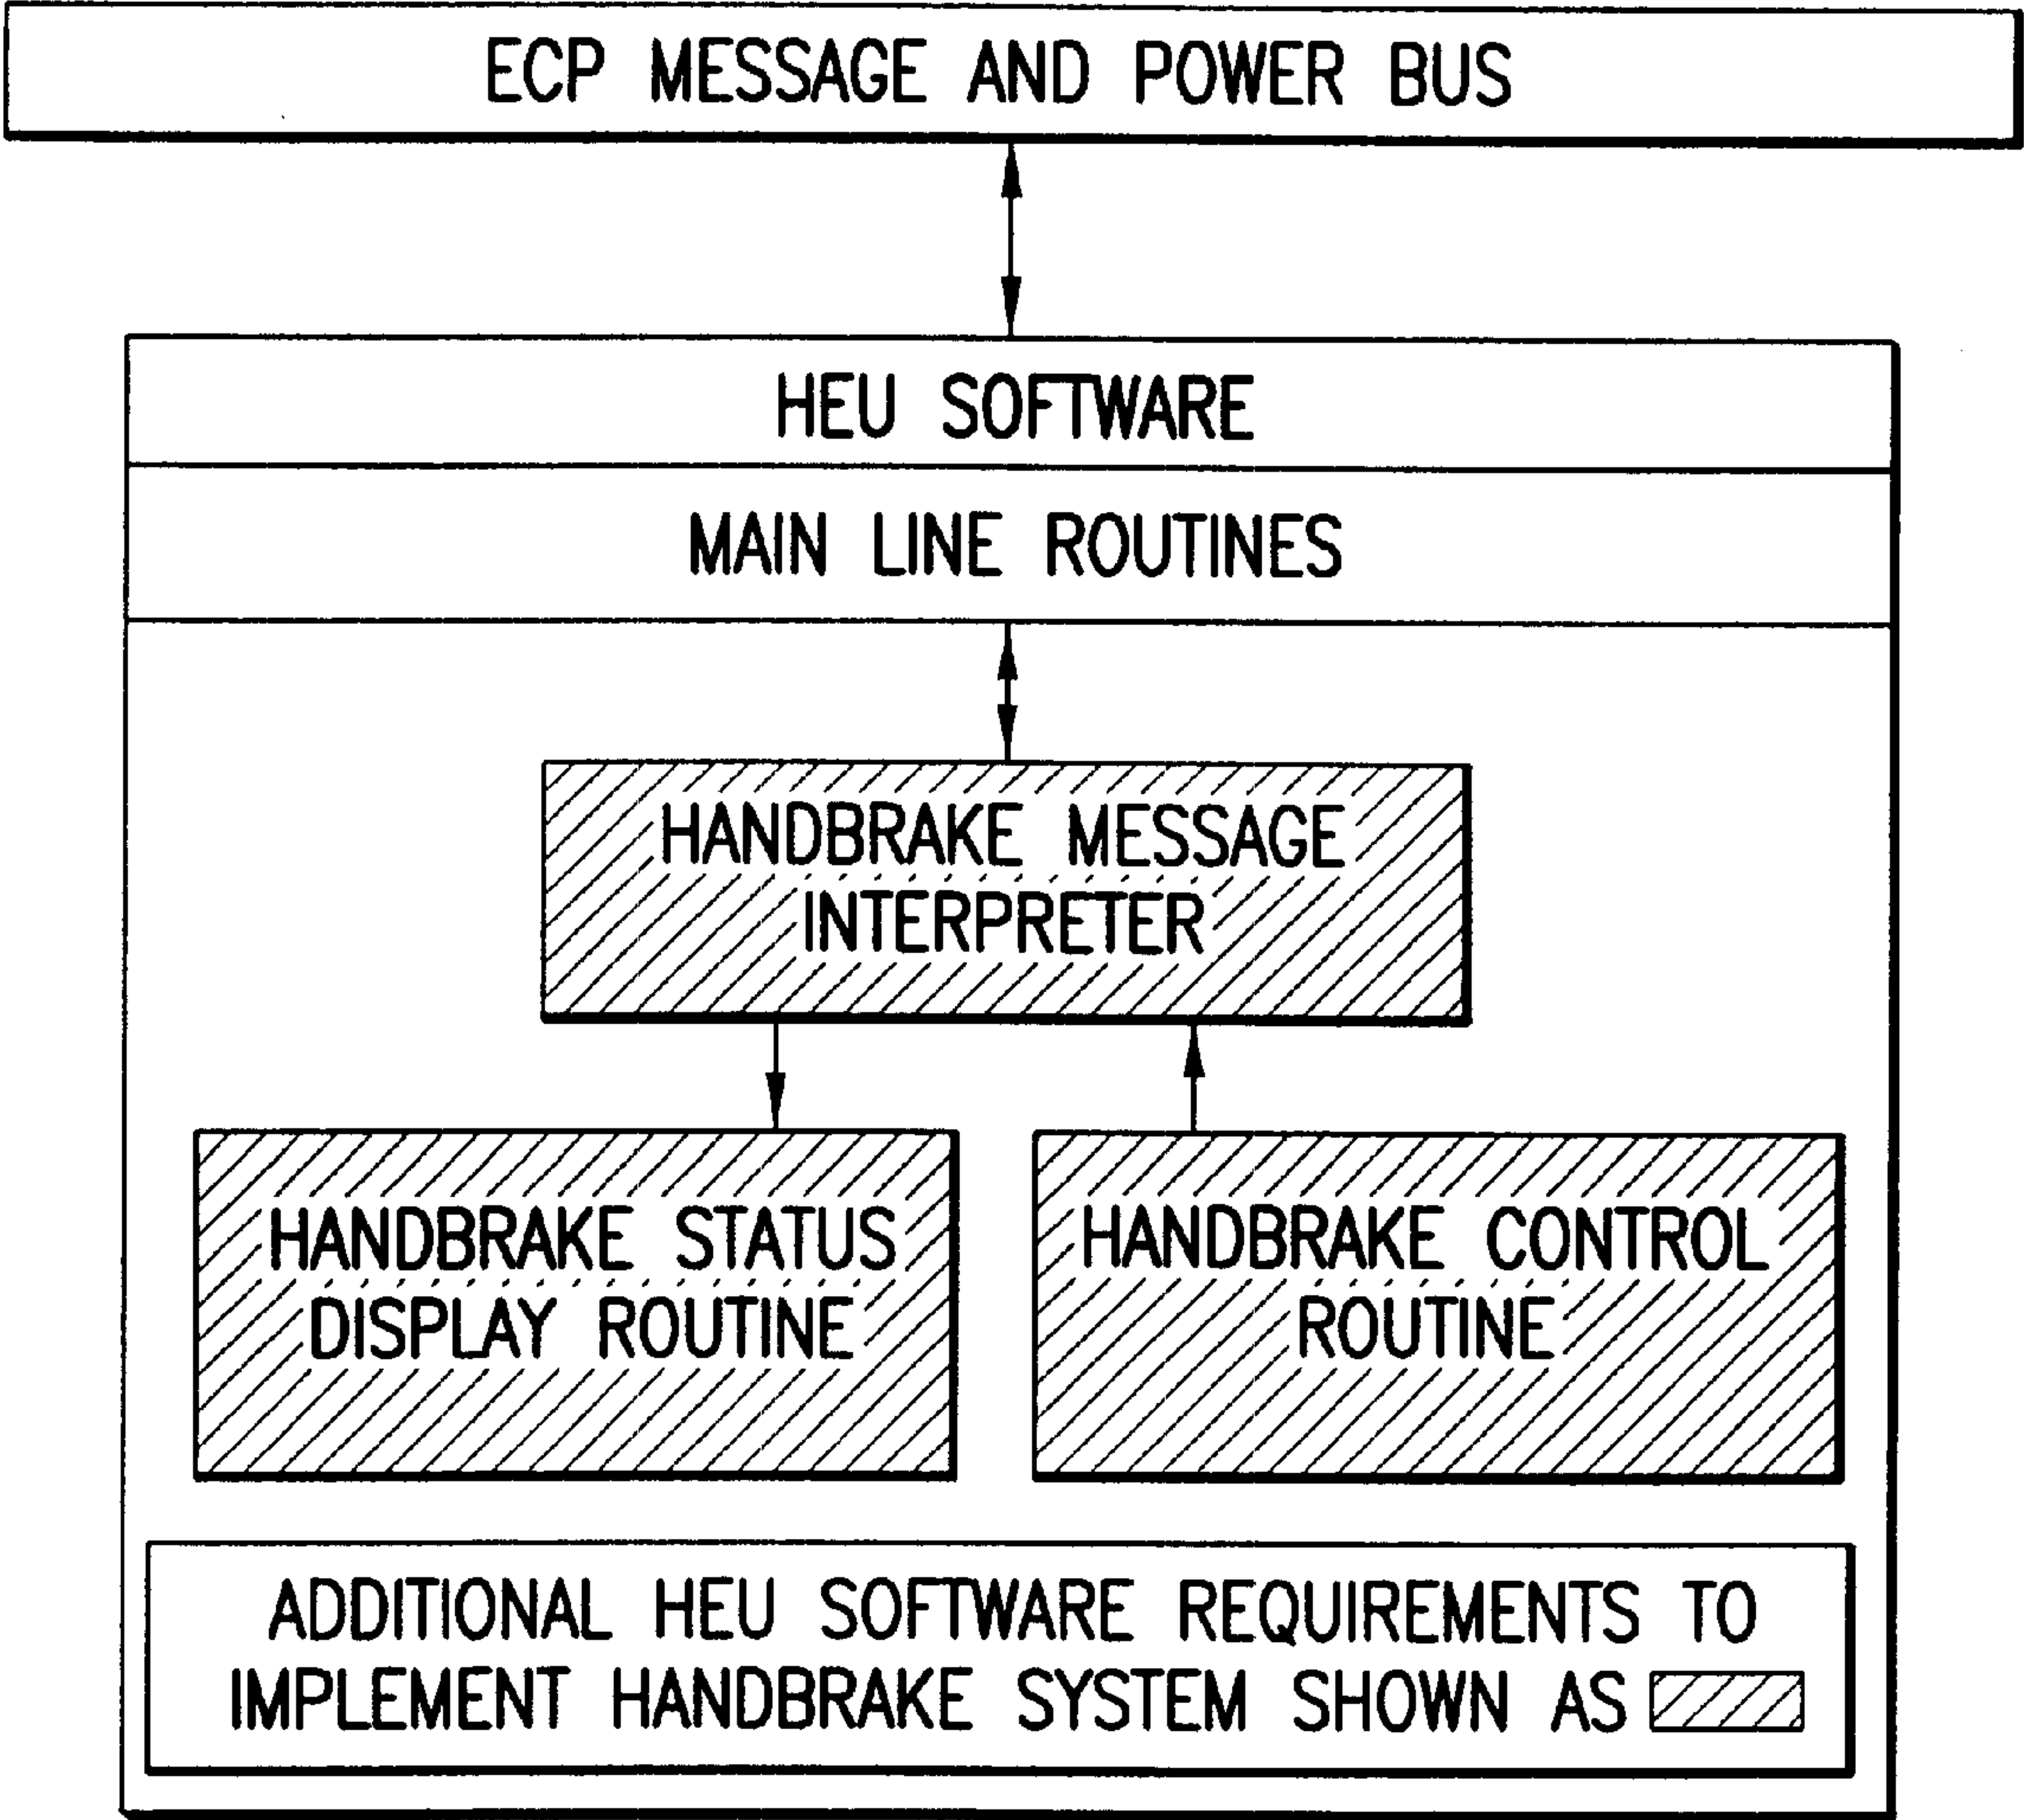 ECP MESSAGE AND POWER BUS
HEU SOFTWARE
MAIN LINE ROUTINES
HANDBRAKE MESSAGE
INTERPRETER
HANDBRAKE STATUS
DISPLAY ROUTINE
HANDBRAKE CONTROL
ROUTINE
ADDITIONAL HEU SOFTWARE REQUIREMENTS TO
IMPLEMENT HANDBRAKE SYSTEM SHOWN AS